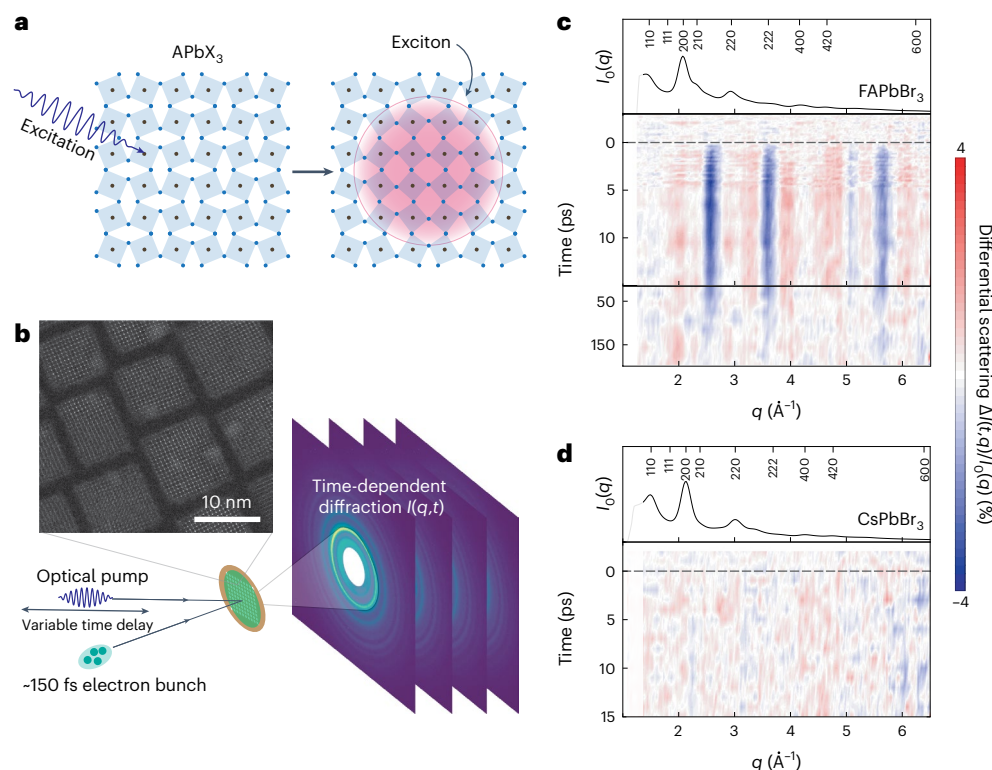 a
APbX₃
Exciton
Excitation
b
10 nm
Time-dependent
diffraction I(q,t)
Optical pump
Variable time delay
~150 fs electron bunch
c
I₀(q)
110 111 200 210 220 222 400 420 600
FAPbBr₃
Time (ps)
0
5
10
50
150
2 3 4 5 6
q (Å⁻¹)
d
I₀(q)
110 111 200 210 220 222 400 420 600
CsPbBr₃
Time (ps)
0
5
10
15
2 3 4 5 6
q (Å⁻¹)
4
Differential scattering ΔI(t,q)/I₀(q) (%)
−4